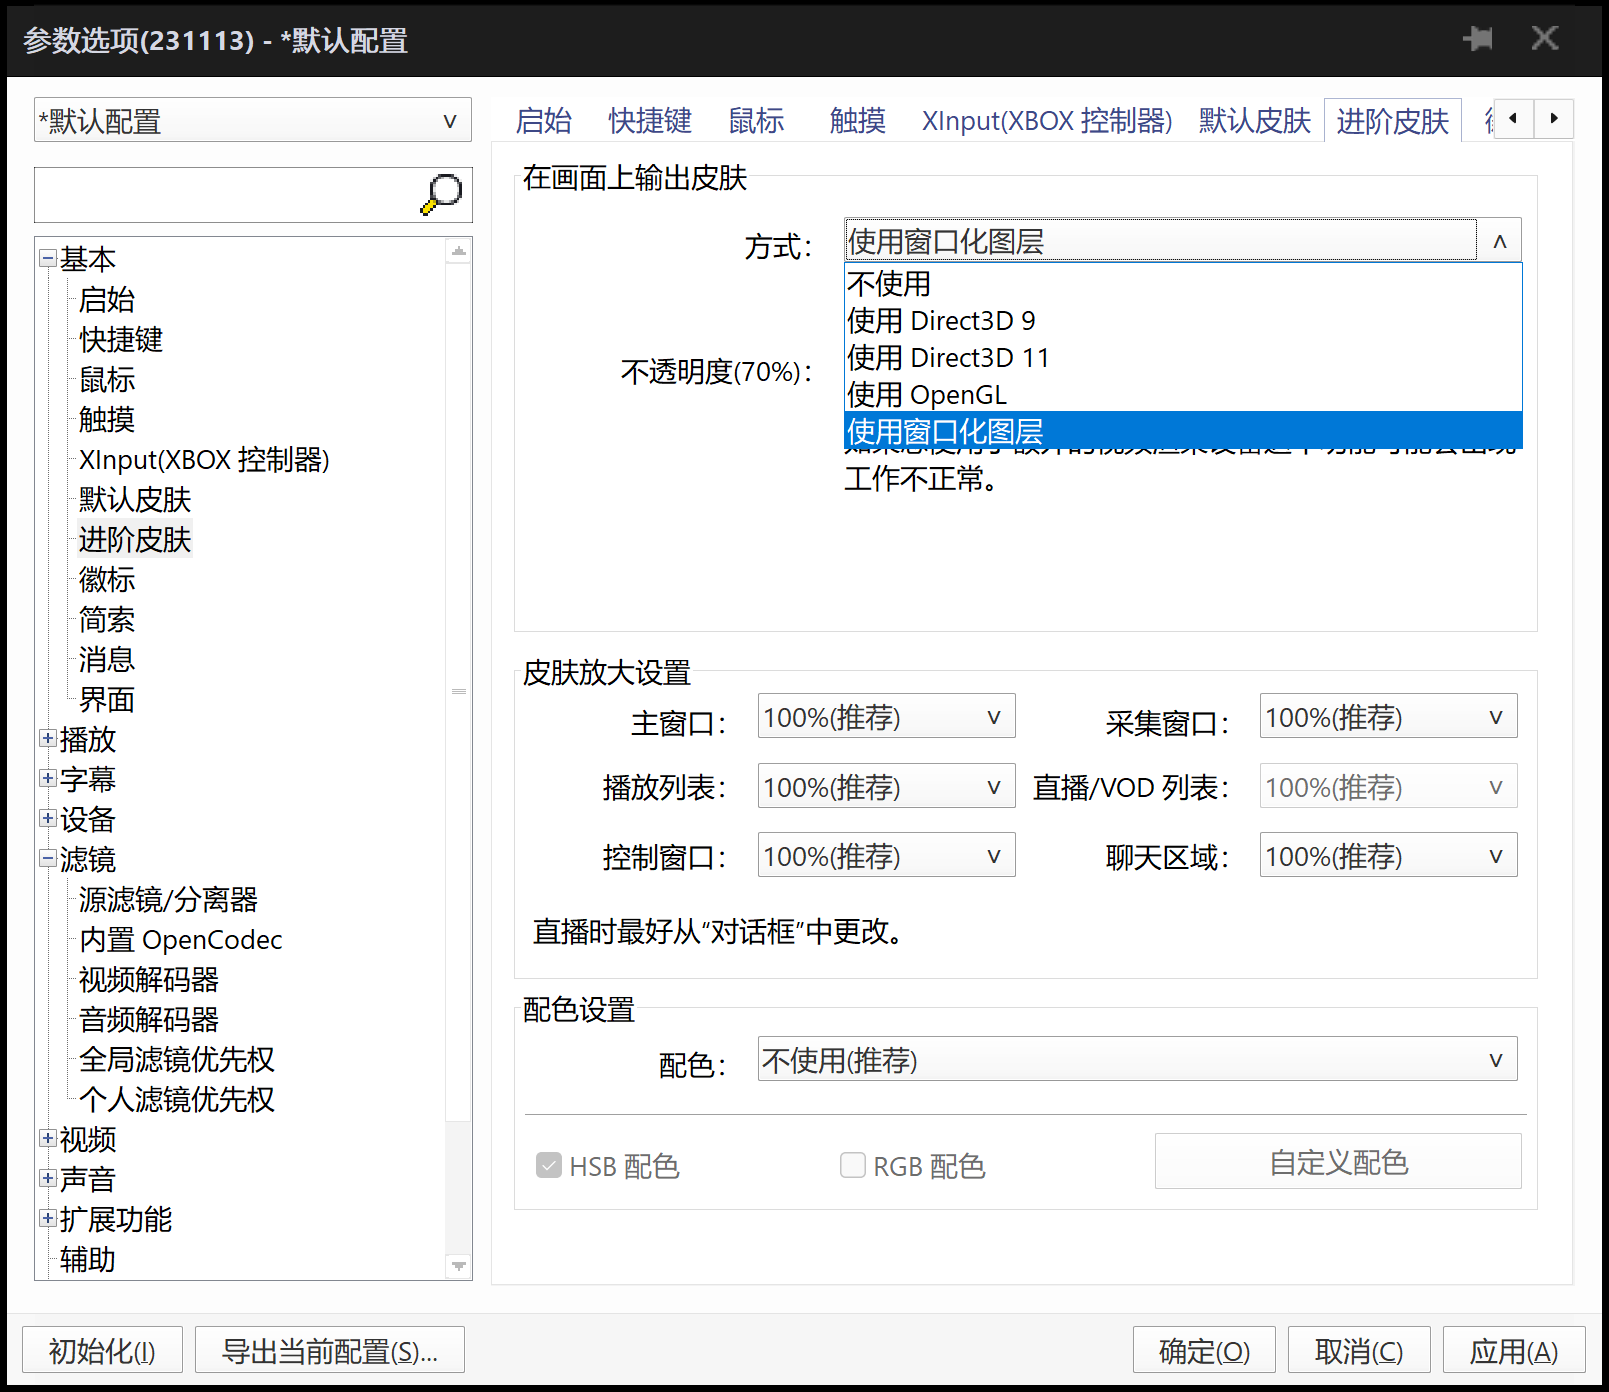 参数选项(231113) - *默认配置
*默认配置
基本
启始
快捷键
鼠标
触摸
XInput(XBOX 控制器)
默认皮肤
进阶皮肤
徽标
简索
消息
界面
播放
字幕
设备
滤镜
源滤镜/分离器
内置 OpenCodec
视频解码器
音频解码器
全局滤镜优先权
个人滤镜优先权
视频
声音
扩展功能
辅助
启始 快捷键 鼠标 触摸 XInput(XBOX 控制器) 默认皮肤 进阶皮肤
在画面上输出皮肤
方式： 使用窗口化图层
不使用
使用 Direct3D 9
使用 Direct3D 11
使用 OpenGL
使用窗口化图层
不透明度(70%)：
工作不正常。
皮肤放大设置
主窗口： 100%(推荐) 采集窗口： 100%(推荐)
播放列表： 100%(推荐) 直播/VOD 列表： 100%(推荐)
控制窗口： 100%(推荐) 聊天区域： 100%(推荐)
直播时最好从“对话框”中更改。
配色设置
配色： 不使用(推荐)
HSB 配色 RGB 配色 自定义配色
初始化(I) 导出当前配置(S)... 确定(O) 取消(C) 应用(A)